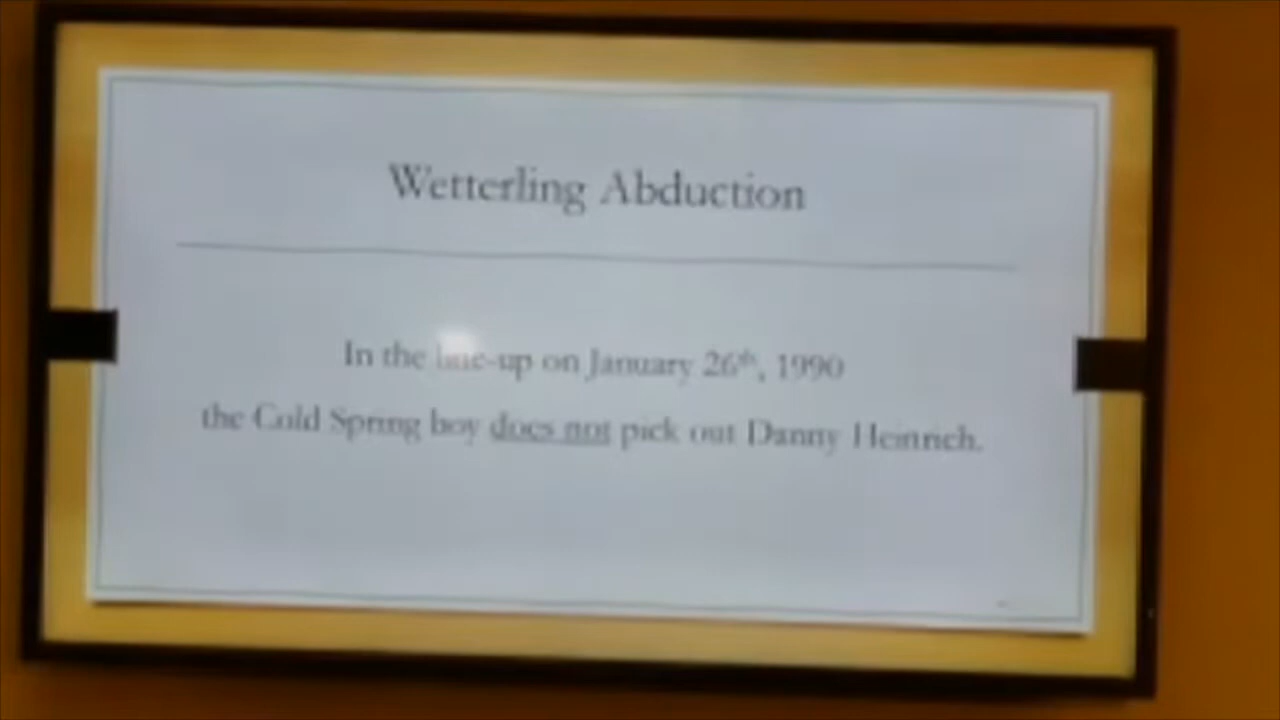 Wetterling Abduction
In the line-up on January 26th, 1990
the Cold Spring boy does not pick out Danny Heinrich.